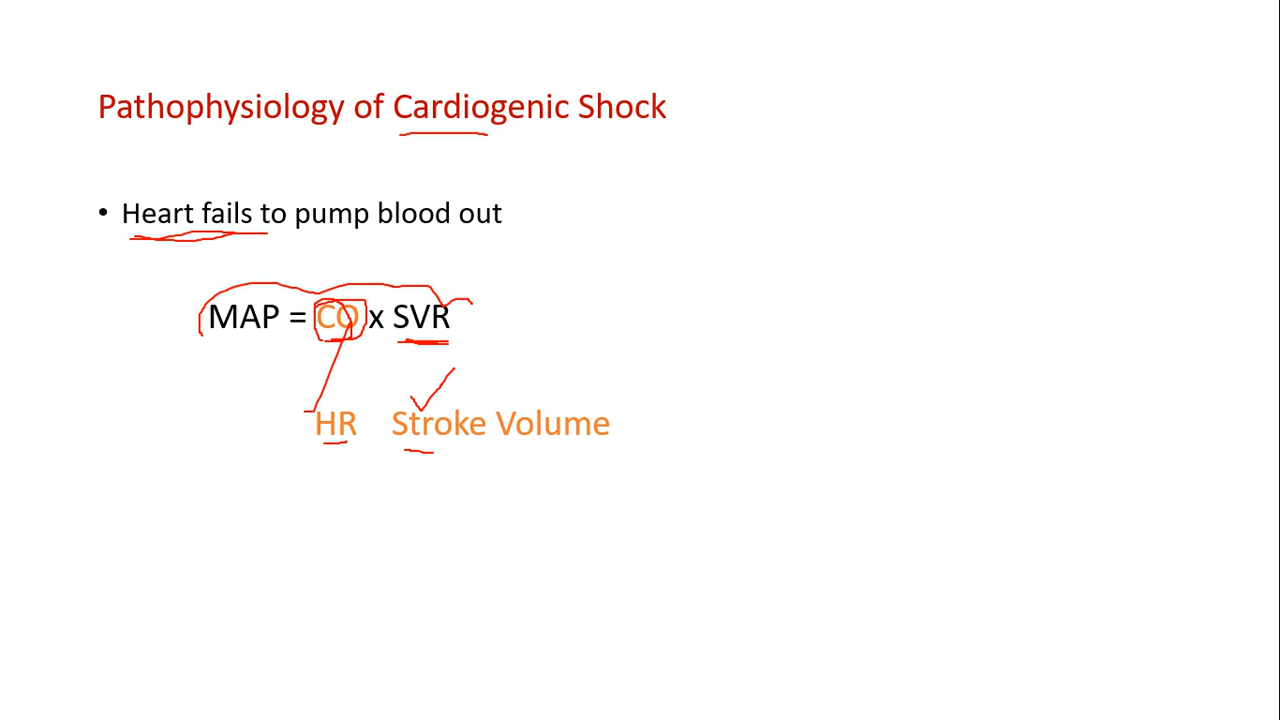 Pathophysiology of Cardiogenic Shock
• Heart fails to pump blood out
MAP = CO x SVR
HR Stroke Volume